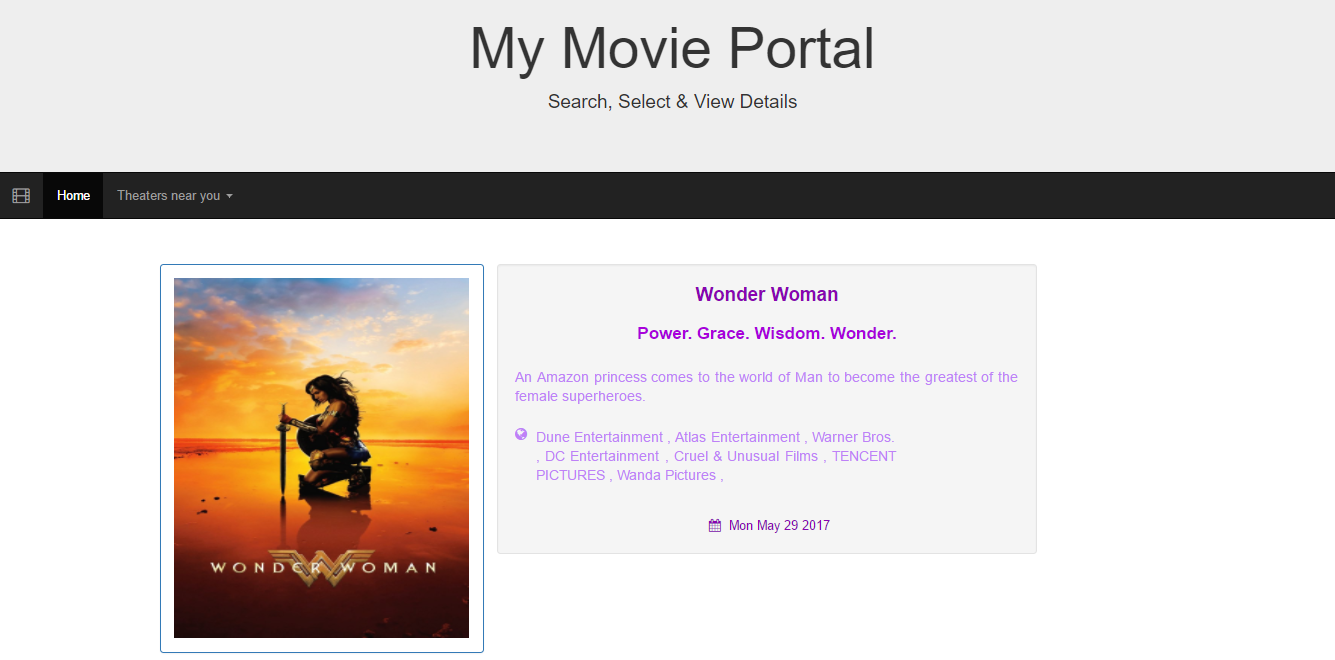 My Movie Portal
Search, Select & View Details
Home
Theaters near you
WONDER WOMAN
Wonder Woman
Power. Grace. Wisdom. Wonder.
An Amazon princess comes to the world of Man to become the greatest of the
female superheroes.
Dune Entertainment , Atlas Entertainment , Warner Bros.
, DC Entertainment , Cruel & Unusual Films , TENCENT
PICTURES , Wanda Pictures ,
Mon May 29 2017